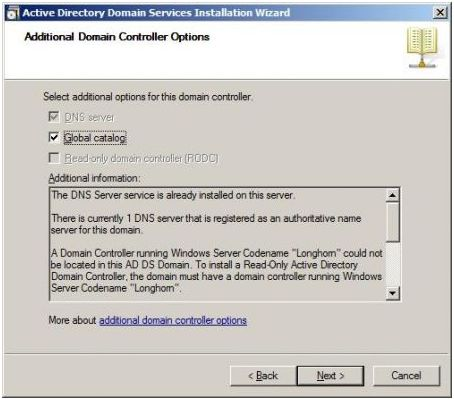 Active Directory Domain Services Installation Wizard
Additional Domain Controller Options
Select additional options for this domain controller.
DNS server
Global catalog
Read-only domain controller (RODC)
Additional information:
The DNS Server service is already installed on this server.
There is currently 1 DNS server that is registered as an authoritative name
server for this domain.
A Domain Controller running Windows Server Codename "Longhorn" could not
be located in this AD DS Domain. To install a Read-Only Active Directory
Domain Controller, the domain must have a domain controller running Windows
Server Codename "Longhorn".
More about additional domain controller options
< Back
Next >
Cancel